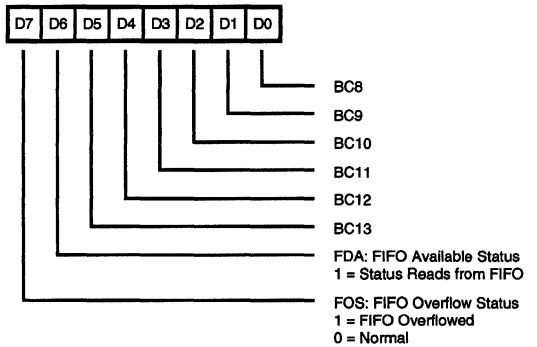 D7 D6 D5 D4 D3 D2 D1 D0
BC8
BC9
BC10
BC11
BC12
BC13
FDA: FIFO Available Status
1 = Status Reads from FIFO
FOS: FIFO Overflow Status
1 = FIFO Overflowed
0 = Normal